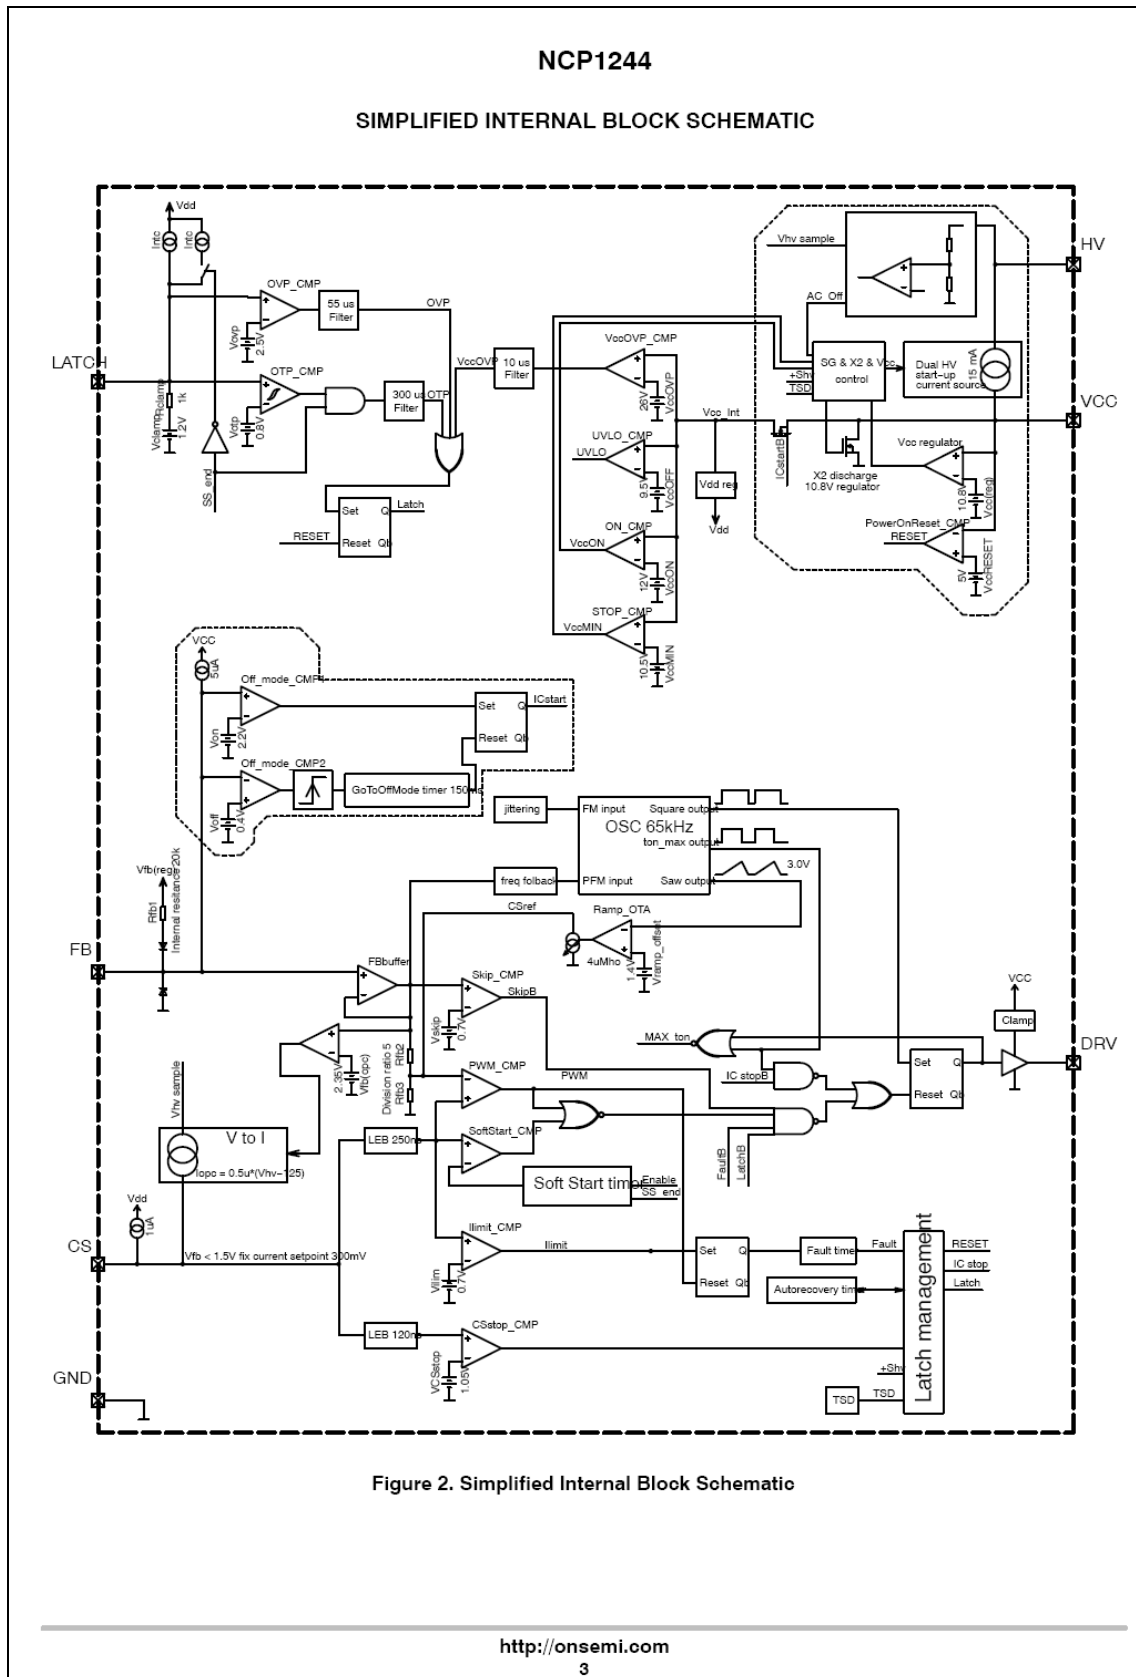 NCP1244
SIMPLIFIED INTERNAL BLOCK SCHEMATIC
Vdd
Intc
Intc
OVP_CMP
55 us
Filter
OVP
Vovp
2.5V
LATCH
OTP_CMP
Rclamp
1k
Vclamp
1.2V
Votp
0.8V
300 us
Filter
OTP
SS_end
Set
Q
Latch
RESET
Reset
Qb
VccOVP
10 us
Filter
VccOVP_CMP
26V
VccOVP
UVLO_CMP
UVLO
9.5V
VccOFF
ON_CMP
VccON
12V
VccON
STOP_CMP
VccMIN
10.5V
VccMIN
Vcc_Int
Vdd reg
Vdd
ICstartB
Vhv sample
AC_Off
HV
SG & X2 & Vcc
control
+Shv
TSD
Dual HV
start-up
current source
15 mA
VCC
Vcc regulator
X2 discharge
10.8V regulator
10.8V
Vcc(reg)
PowerOnReset_CMP
RESET
5V
VccRESET
VCC
5uA
Off_mode_CMP1
Von
2.2V
Set
Q
ICstart
Reset
Qb
Off_mode_CMP2
Voff
0.4V
GoToOffMode timer 150ms
jittering
FM input
Square output
OSC 65kHz
ton_max output
freq folback
PFM input
Saw output
3.0V
Vfb(reg)
Rfb1
Internal resitance 20k
CSref
Ramp_OTA
4uMho
1.4V
Vramp_offset
FB
FBbuffer
Skip_CMP
SkipB
Vskip
0.7V
2.35V
Vfb(opc)
Division ratio 5
Rfb2
Rfb3
MAX_ton
VCC
Clamp
DRV
PWM_CMP
PWM
IC stopB
Set
Q
Reset
Qb
Vhv sample
V to I
Iopc = 0.5u*(Vhv-125)
LEB 250ns
SoftStart_CMP
Soft Start timer
Enable
SS_end
FaultB
LatchB
Vdd
1uA
CS
Vfb < 1.5V fix current setpoint 300mV
Ilimit_CMP
Ilimit
Vilim
0.7V
Set
Q
Reset
Qb
Fault timer
Fault
Autorecovery timer
Latch management
RESET
IC stop
Latch
LEB 120ns
CSstop_CMP
VCSstop
1.05V
+Shv
TSD
TSD
GND
Figure 2. Simplified Internal Block Schematic
http://onsemi.com
3